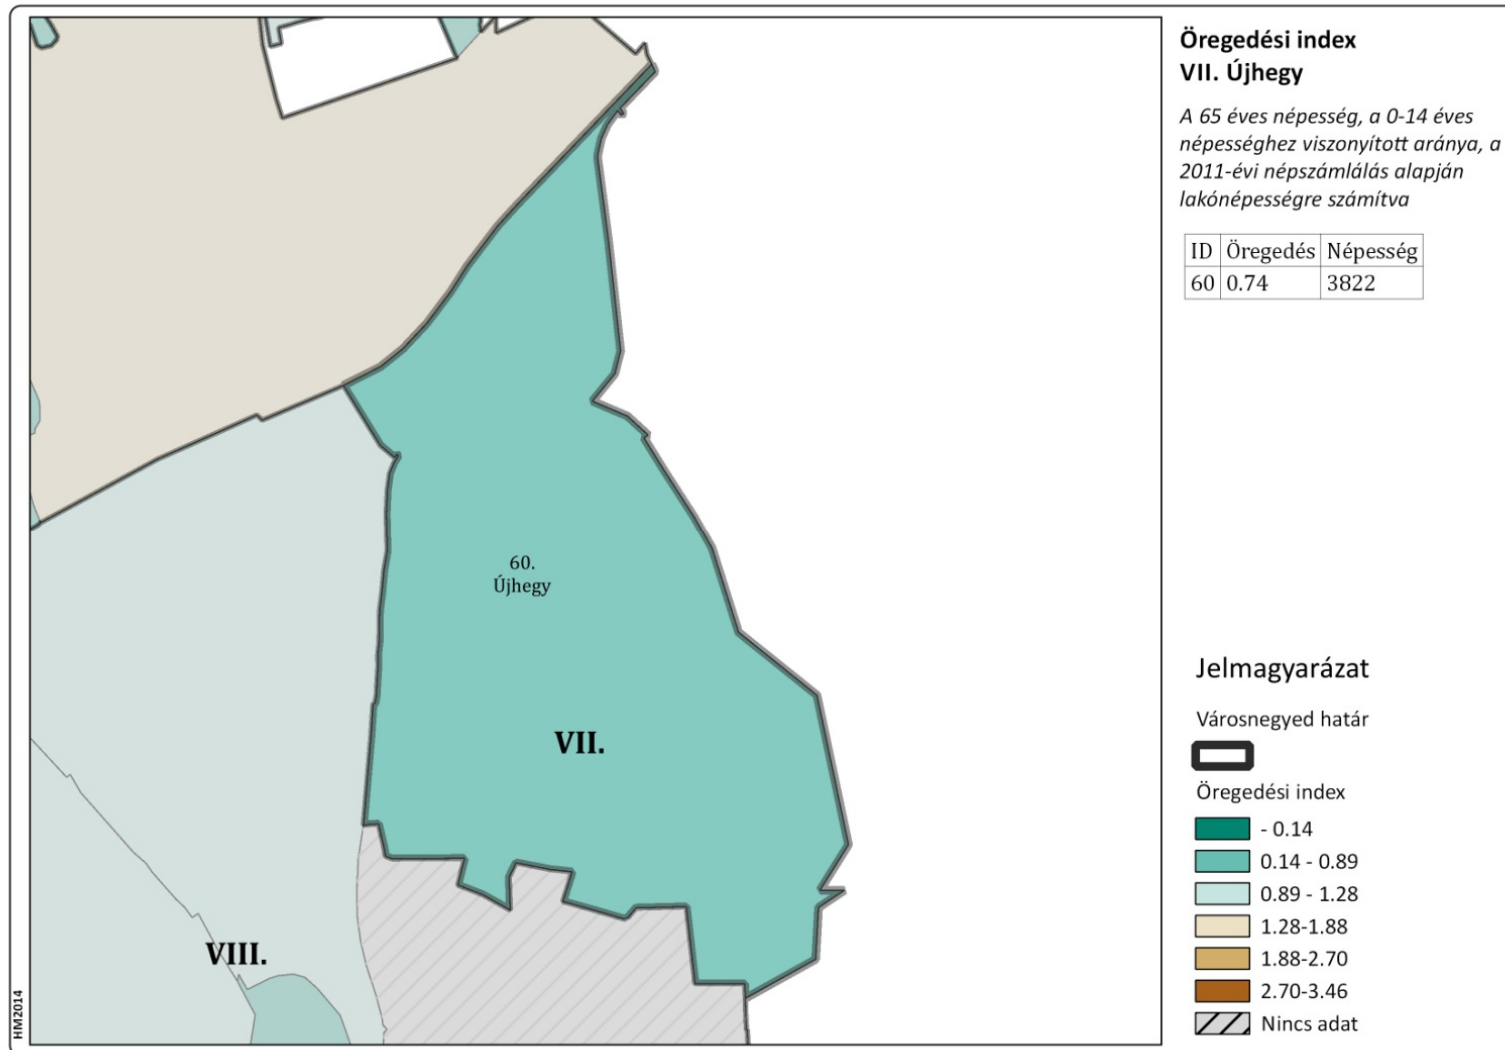 Öregedési index
VII. Újhegy
A 65 éves népesség, a 0-14 éves
népességhez viszonyított aránya, a
2011-évi népszámlálás alapján
lakónépességre számítva
ID Öregedés Népesség
60 0.74 3822
60.
Újhegy
VII.
VIII.
Jelmagyarázat
Városnegyed határ
Öregedési index
- 0.14
0.14 - 0.89
0.89 - 1.28
1.28-1.88
1.88-2.70
2.70-3.46
Nincs adat
HM2014